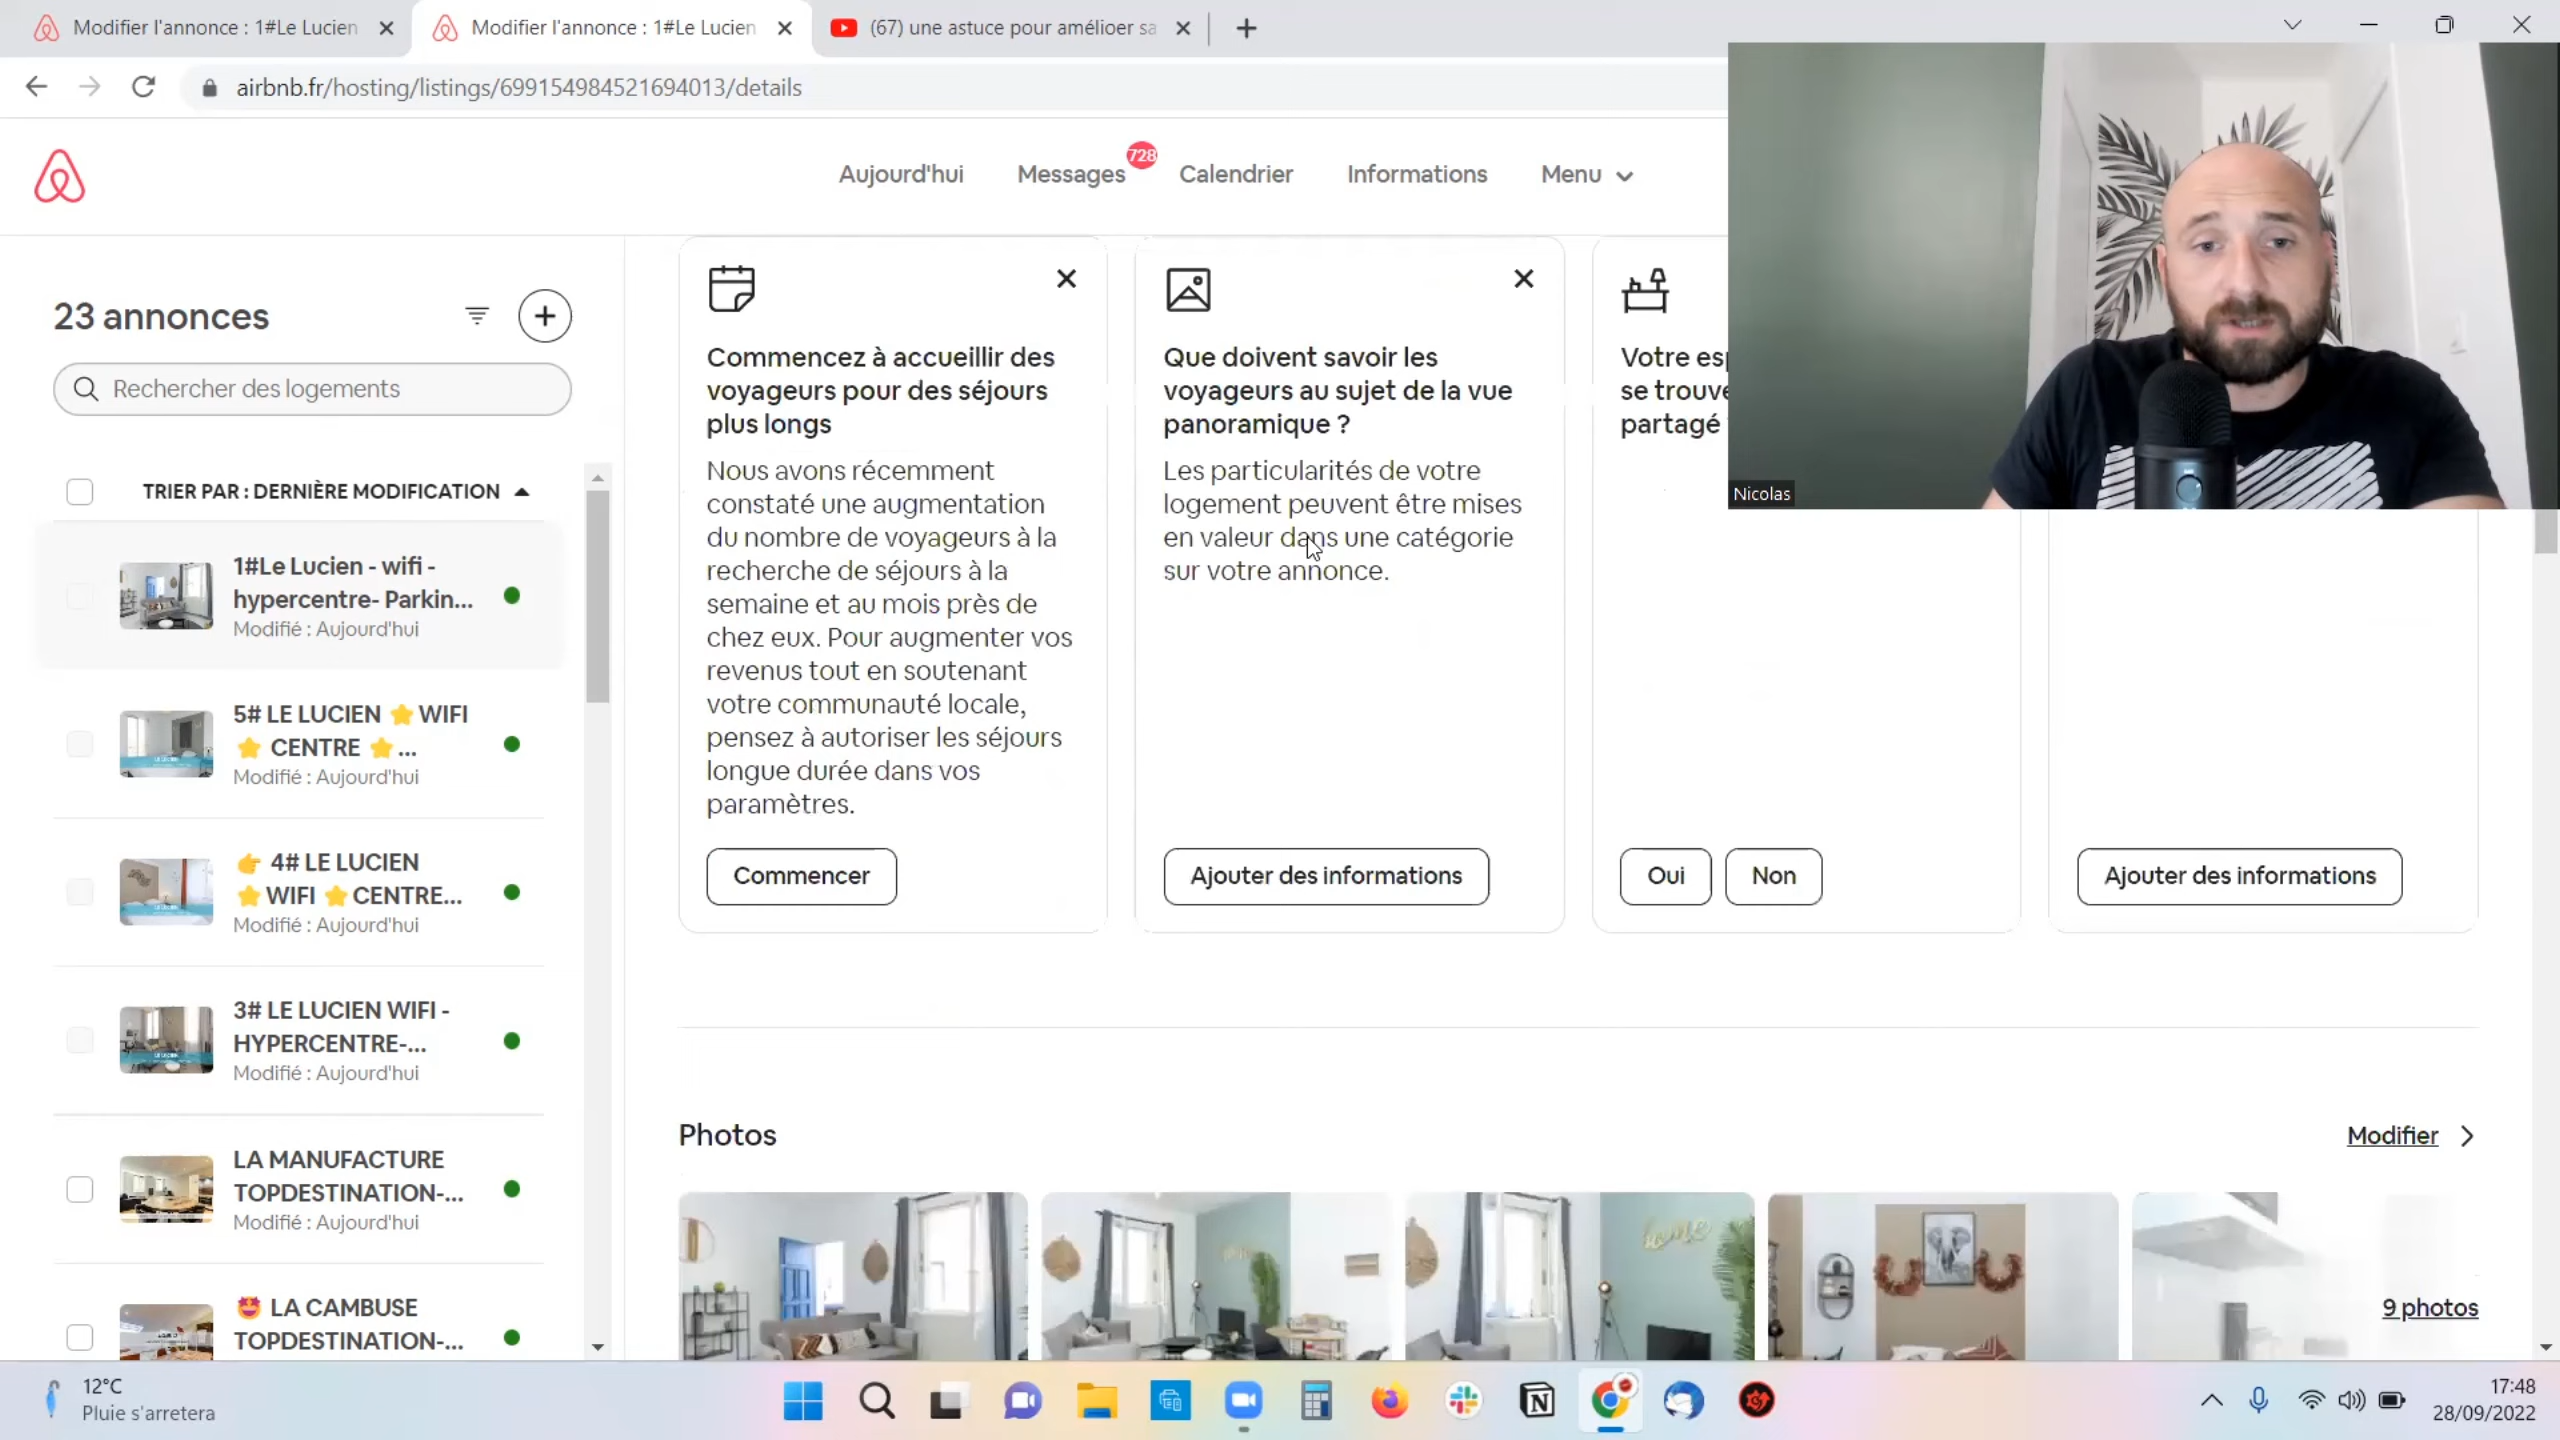 Modifier l'annonce : 1#Le Lucien
Modifier l'annonce : 1#Le Lucien
(67) une astuce pour amélioer sa
airbnb.fr/hosting/listings/699154984521694013/details
Aujourd'hui
Messages
728
Calendrier
Informations
Menu
Nicolas
23 annonces
Rechercher des logements
TRIER PAR : DERNIÈRE MODIFICATION
1#Le Lucien - wifi -
hypercentre- Parkin...
Modifié : Aujourd'hui
5# LE LUCIEN ⭐ WIFI
⭐ CENTRE ⭐ ...
Modifié : Aujourd'hui
👉 4# LE LUCIEN
⭐ WIFI ⭐ CENTRE...
Modifié : Aujourd'hui
3# LE LUCIEN WIFI -
HYPERCENTRE-...
Modifié : Aujourd'hui
LA MANUFACTURE
TOPDESTINATION-...
Modifié : Aujourd'hui
🤩 LA CAMBUSE
TOPDESTINATION-...
Commencez à accueillir des
voyageurs pour des séjours
plus longs
Nous avons récemment
constaté une augmentation
du nombre de voyageurs à la
recherche de séjours à la
semaine et au mois près de
chez eux. Pour augmenter vos
revenus tout en soutenant
votre communauté locale,
pensez à autoriser les séjours
longue durée dans vos
paramètres.
Commencer
Que doivent savoir les
voyageurs au sujet de la vue
panoramique ?
Les particularités de votre
logement peuvent être mises
en valeur dans une catégorie
sur votre annonce.
Ajouter des informations
Votre es
se trouve
partagé
Oui
Non
Ajouter des informations
Photos
Modifier
home
9 photos
12°C
Pluie s'arretera
17:48
28/09/2022